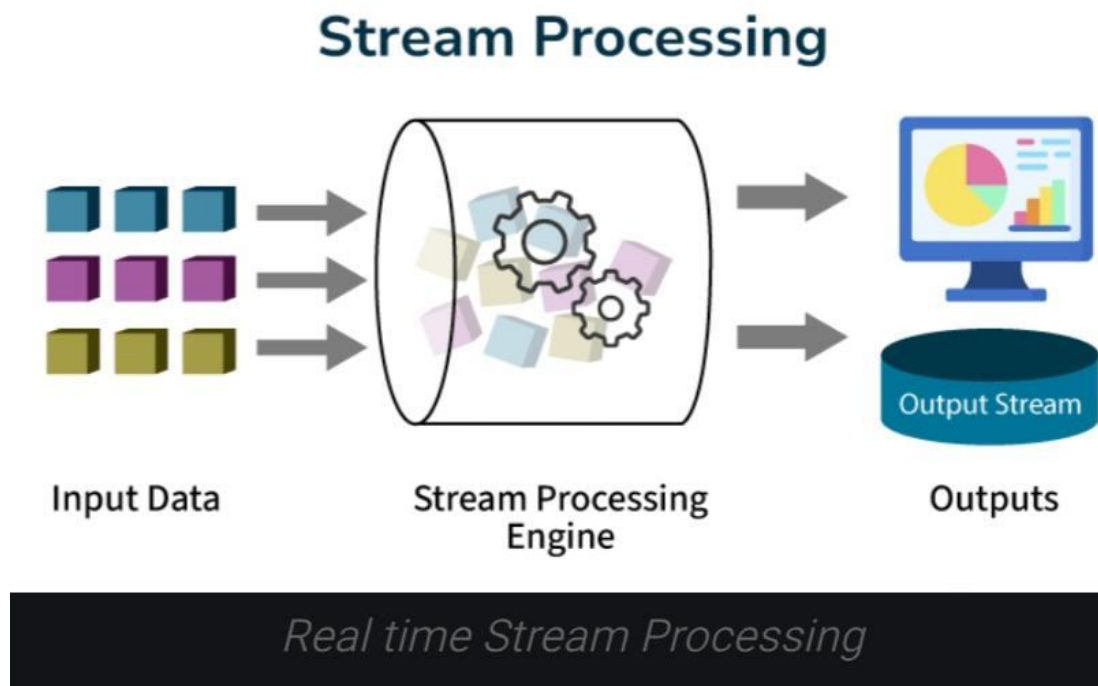 Stream Processing
Output Stream
Input Data
Stream Processing
Engine
Outputs
Real time Stream Processing